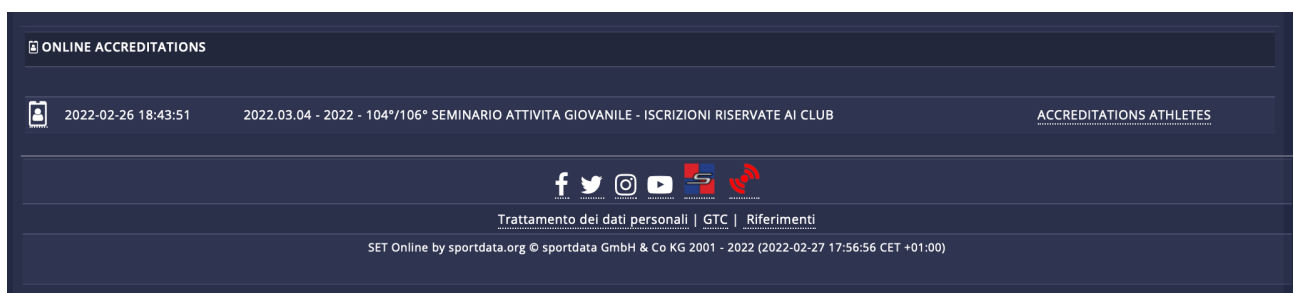 ONLINE ACCREDITATIONS
2022-02-26 18:43:51 2022.03.04 - 2022 - 104°/106° SEMINARIO ATTIVITA GIOVANILE - ISCRIZIONI RISERVATE AI CLUB ACCREDITATIONS ATHLETES
Trattamento dei dati personali | GTC | Riferimenti
SET Online by sportdata.org © sportdata GmbH & Co KG 2001 - 2022 (2022-02-27 17:56:56 CET +01:00)